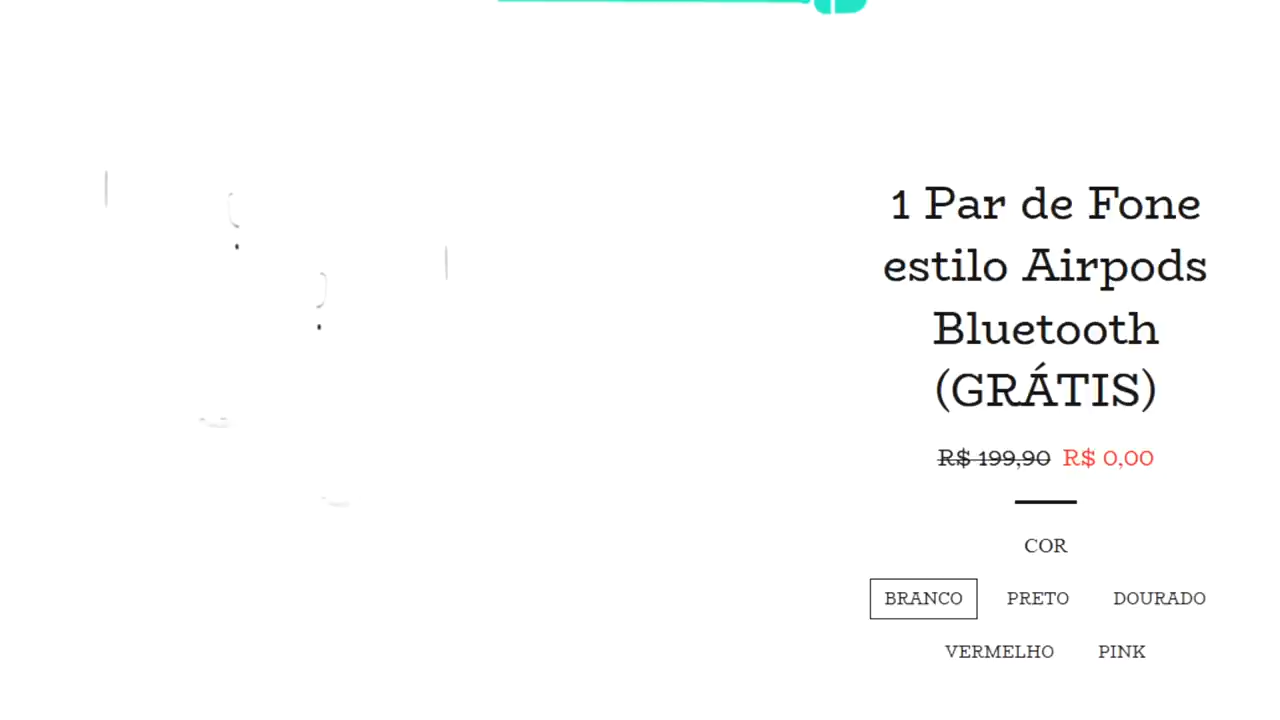 1 Par de Fone
estilo Airpods
Bluetooth
(GRÁTIS)
R$ 199,90 R$ 0,00
COR
BRANCO PRETO DOURADO
VERMELHO PINK